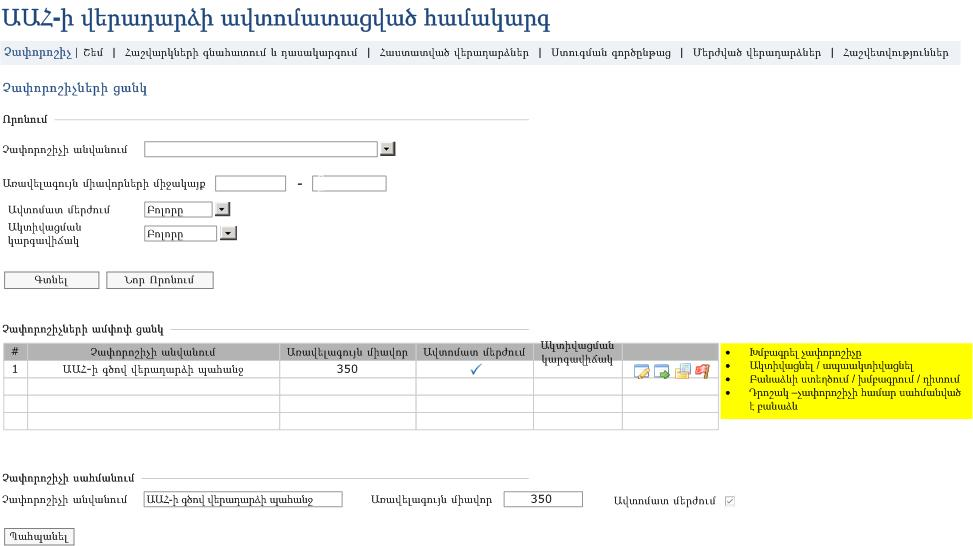 ԱԱՀ-ի վերադարձի ավտոմատացված համակարգ
Չափորոշիչ | Շեմ | Հաշվարկների գնահատում և դասակարգում | Հաստատված վերադարձներ | Ստուգման գործընթաց | Մերժված վերադարձներ | Հաշվետվություններ
Չափորոշիչների ցանկ
Որոնում
Չափորոշիչի անվանում
Առավելագույն միավորների միջակայք -
Ավտոմատ մերժում Բոլորը
Ակտիվացման
կարգավիճակ Բոլորը
Գտնել Նոր Որոնում
Չափորոշիչների ամփոփ ցանկ
# Չափորոշիչի անվանում Առավելագույն միավոր Ավտոմատ մերժում Ակտիվացման
կարգավիճակ
1 ԱԱՀ-ի գծով վերադարձի պահանջ 350 ✓
• Խմբագրել չափորոշիչը
• Ակտիվացնել / ապաակտիվացնել
• Բանաձևի ստեղծում / խմբագրում / դիտում
• Դրոշակ –չափորոշիչի համար սահմանված
է բանաձև
Չափորոշիչի սահմանում
Չափորոշիչի անվանում ԱԱՀ-ի գծով վերադարձի պահանջ Առավելագույն միավոր 350 Ավտոմատ մերժում
Պահպանել